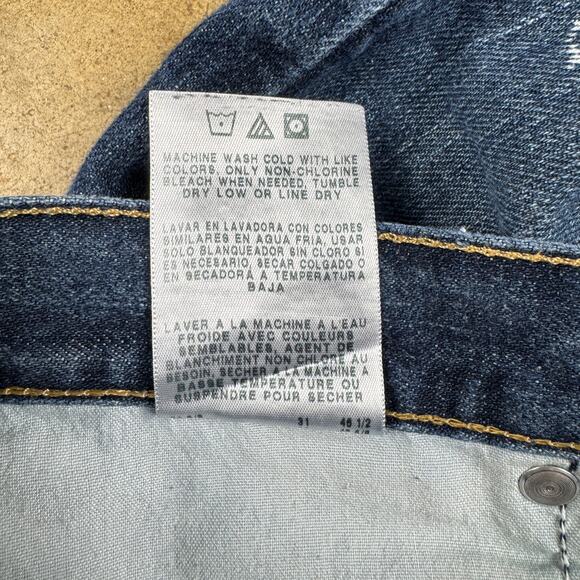 MACHINE WASH COLD WITH LIKE
COLORS, ONLY NON-CHLORINE
BLEACH WHEN NEEDED, TUMBLE
DRY LOW OR LINE DRY
LAVAR EN LAVADORA CON COLORES
SIMILARES EN AQUA FRIA, USAR
SOLO BLANQUEADOR SIN CLORO SI
ES NECESARIO, SECAR COLGADO O
EN SECADORA A TEMPERATURA
BAJA
LAVER A LA MACHINE A L'EAU
FROIDE AVEC COULEURS
SEMBLABLES, AGENT DE
BLANCHIMENT NON CHLORE AU
BESOIN, SECHER A LA MACHINE A
BASSE TEMPERATURE OU
SUSPENDRE POUR SECHER
31 46 1/2